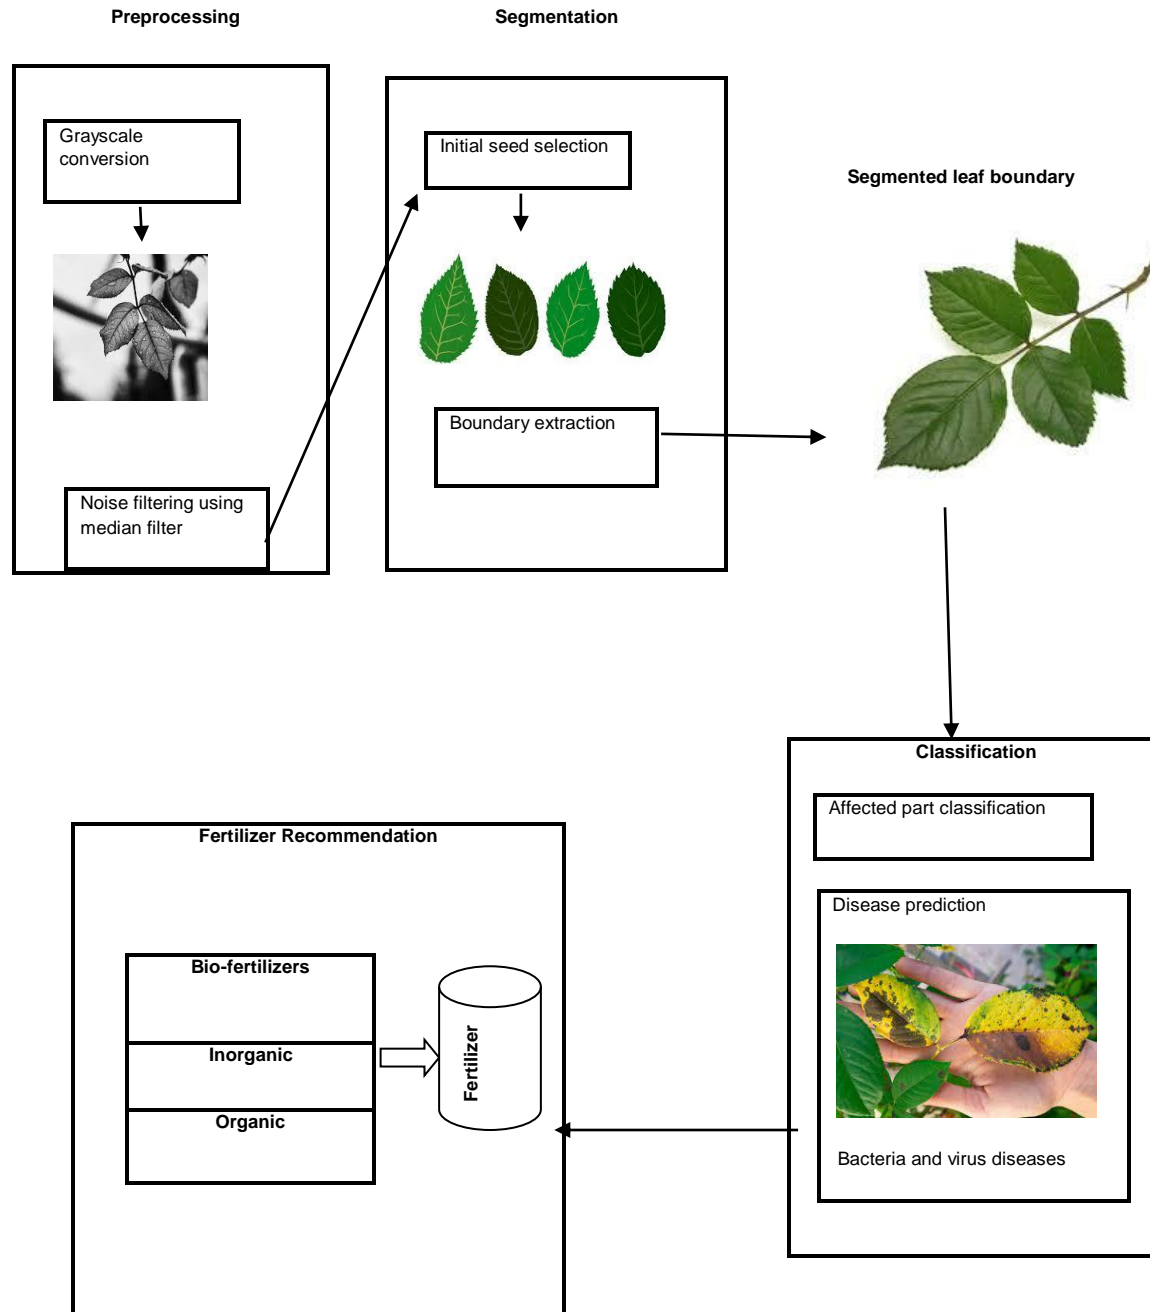 Preprocessing
Grayscale
conversion
Noise filtering using
median filter
Segmentation
Initial seed selection
Boundary extraction
Segmented leaf boundary
Classification
Affected part classification
Disease prediction
Bacteria and virus diseases
Fertilizer Recommendation
Bio-fertilizers
Inorganic
Organic
Fertilizer